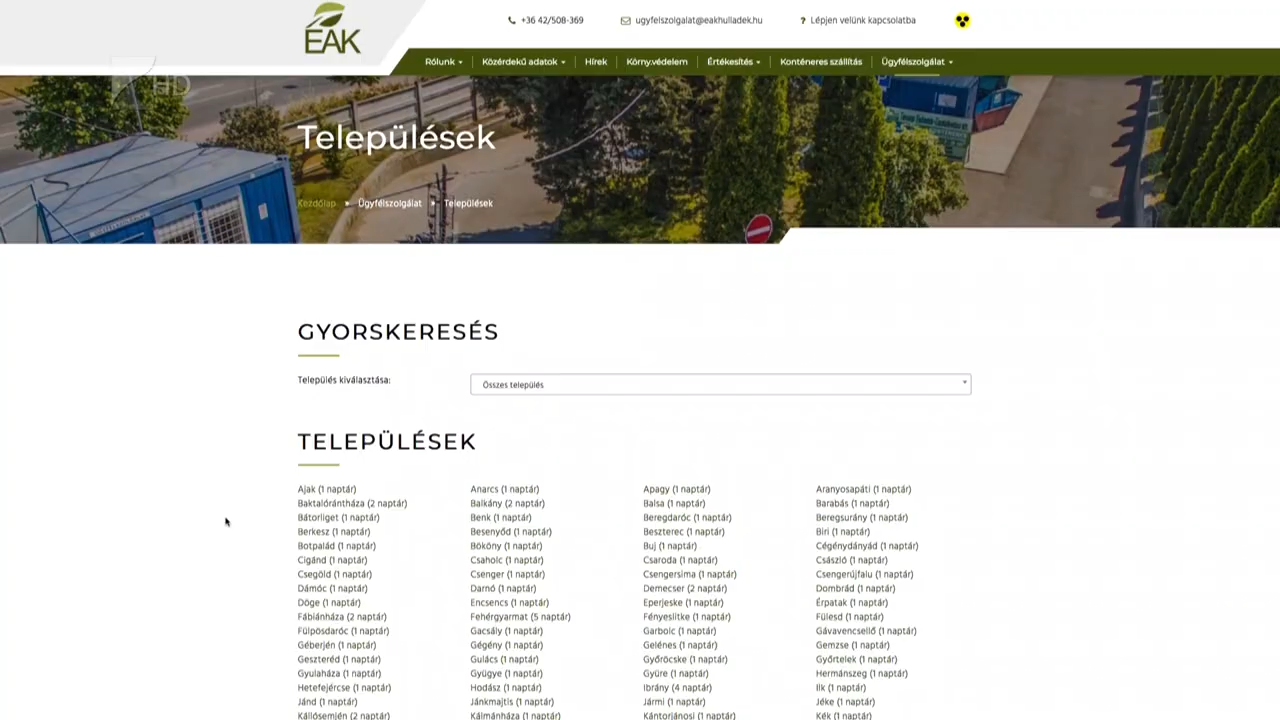 EAK
+36 42/508-369
ugyfelszolgalat@eakhulladek.hu
? Lépjen velünk kapcsolatba
Rólunk
Közérdekű adatok
Hírek
Körny.védelem
Értékesítés
Konténeres szállítás
Ügyfélszolgálat
HD
Települések
Kezdőlap » Ügyfélszolgálat » Települések
GYORSKERESÉS
Település kiválasztása:
Összes település
TELEPÜLÉSEK
Ajak (1 naptár) Anarcs (1 naptár) Apagy (1 naptár) Aranyosapáti (1 naptár)
Baktalórántháza (2 naptár) Balkány (2 naptár) Balsa (1 naptár) Barabás (1 naptár)
Bátorliget (1 naptár) Benk (1 naptár) Beregdaróc (1 naptár) Beregsurány (1 naptár)
Berkesz (1 naptár) Besenyőd (1 naptár) Beszterec (1 naptár) Biri (1 naptár)
Botpalád (1 naptár) Bököny (1 naptár) Buj (1 naptár) Cégénydányád (1 naptár)
Cigánd (1 naptár) Csaholc (1 naptár) Csaroda (1 naptár) Császló (1 naptár)
Csegöld (1 naptár) Csenger (1 naptár) Csengersima (1 naptár) Csengerújfalu (1 naptár)
Dámóc (1 naptár) Darnó (1 naptár) Demecser (2 naptár) Dombrád (1 naptár)
Döge (1 naptár) Encsencs (1 naptár) Eperjeske (1 naptár) Érpatak (1 naptár)
Fábiánháza (2 naptár) Fehérgyarmat (5 naptár) Fényeslitke (1 naptár) Fülesd (1 naptár)
Fülpösdaróc (1 naptár) Gacsály (1 naptár) Garbolc (1 naptár) Gávavencsellő (1 naptár)
Géberjén (1 naptár) Gégény (1 naptár) Gelénes (1 naptár) Gemzse (1 naptár)
Geszteréd (1 naptár) Gulács (1 naptár) Győröcske (1 naptár) Győrtelek (1 naptár)
Gyulaháza (1 naptár) Gyügye (1 naptár) Gyüre (1 naptár) Hermánszeg (1 naptár)
Hetefejércse (1 naptár) Hodász (1 naptár) Ibrány (4 naptár) Ilk (1 naptár)
Jánd (1 naptár) Jánkmajtis (1 naptár) Jármi (1 naptár) Jéke (1 naptár)
Kállósemjén (2 naptár) Kálmánháza (1 naptár) Kántorjánosi (1 naptár) Kék (1 naptár)